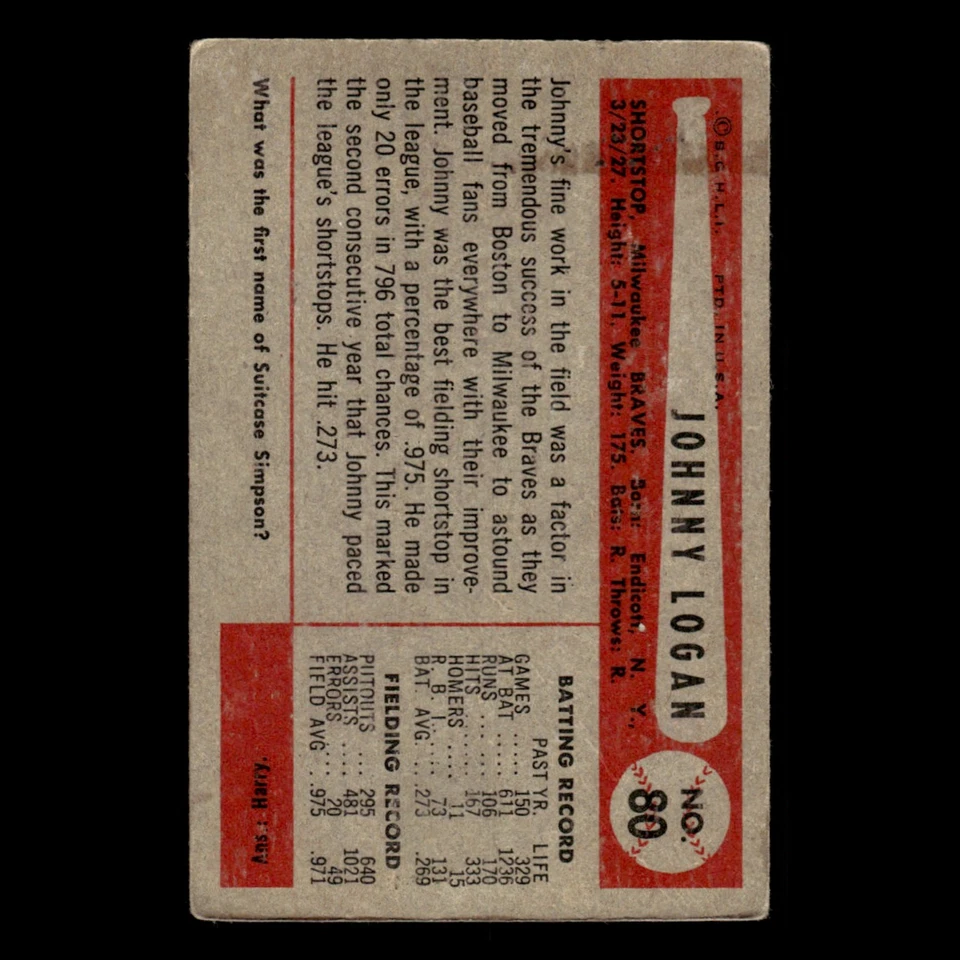 © B.G.H.L.I. PTD. IN U.S.A.
JOHNNY LOGAN
NO. 80
SHORTSTOP, Milwaukee BRAVES. Born: Endicott, N. Y.,
3/23/27. Height: 5-11. Weight: 175. Bats: R. Throws: R.
Johnny's fine work in the field was a factor in
the tremendous success of the Braves as they
moved from Boston to Milwaukee to astound
baseball fans everywhere with their improve-
ment. Johnny was the best fielding shortstop in
the league, with a percentage of .975. He made
only 20 errors in 796 total chances. This marked
the second consecutive year that Johnny paced
the league's shortstops. He hit .273.
BATTING RECORD
PAST YR. LIFE
GAMES ..... 150 329
AT BAT ..... 611 1236
RUNS ..... 106 170
HITS ....... 167 333
HOMERS .... 11 15
R. B. I. ..... 73 131
BAT. AVG. ...273 .269
FIELDING RECORD
PUTOUTS ... 295 640
ASSISTS .... 481 1021
ERRORS .... 20 49
FIELD AVG. .975 .971
What was the first name of Suitcase Simpson?
Ans.: Harry.